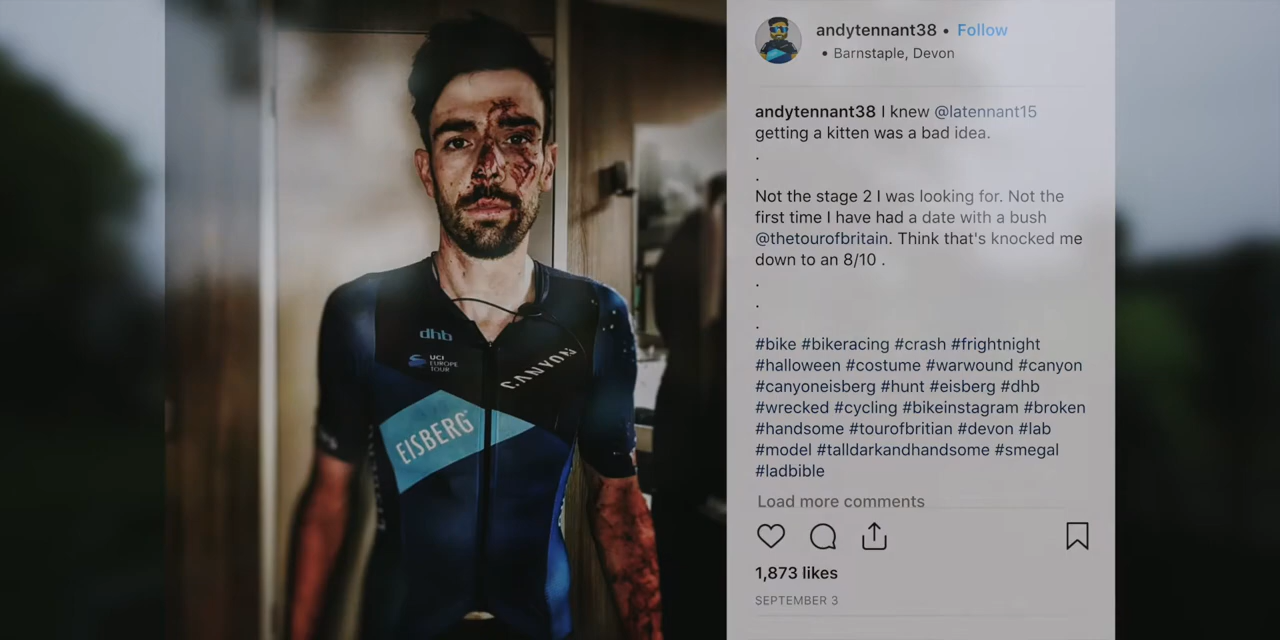 andytennant38 • Follow
• Barnstaple, Devon
andytennant38 I knew @latennant15
getting a kitten was a bad idea.
.
.
Not the stage 2 I was looking for. Not the
first time I have had a date with a bush
@thetourofbritain. Think that's knocked me
down to an 8/10 .
.
.
.
#bike #bikeracing #crash #frightnight
#halloween #costume #warwound #canyon
#canyoneisberg #hunt #eisberg #dhb
#wrecked #cycling #bikeinstagram #broken
#handsome #tourofbritian #devon #lab
#model #talldarkandhandsome #smegal
#ladbible
Load more comments
1,873 likes
SEPTEMBER 3
dhb
UCI
EUROPE
TOUR
CANYON
EISBERG